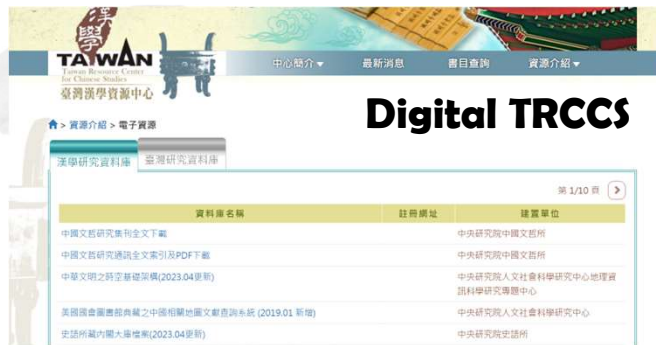 漢學
TAIWAN
Taiwan Resource Center
for Chinese Studies
臺灣漢學資源中心
中心簡介▼ 最新消息 書目查詢 資源介紹▼
Digital TRCCS
> 資源介紹 > 電子資源
漢學研究資料庫 臺灣研究資料庫
第 1/10 頁
資料庫名稱 註冊網址 建置單位
中國文哲研究集刊全文下載 中央研究院中國文哲所
中國文哲研究通訊全文索引及PDF下載 中央研究院中國文哲所
中華文明之時空基礎架構(2023.04更新) 中央研究院人文社會科學研究中心地理資
訊科學研究專題中心
美國國會圖書館典藏之中國相關地圖文獻查詢系統 (2019.01 新增) 中央研究院人文社會科學研究中心
史語所藏內閣大庫檔案(2023.04更新) 中央研究院史語所